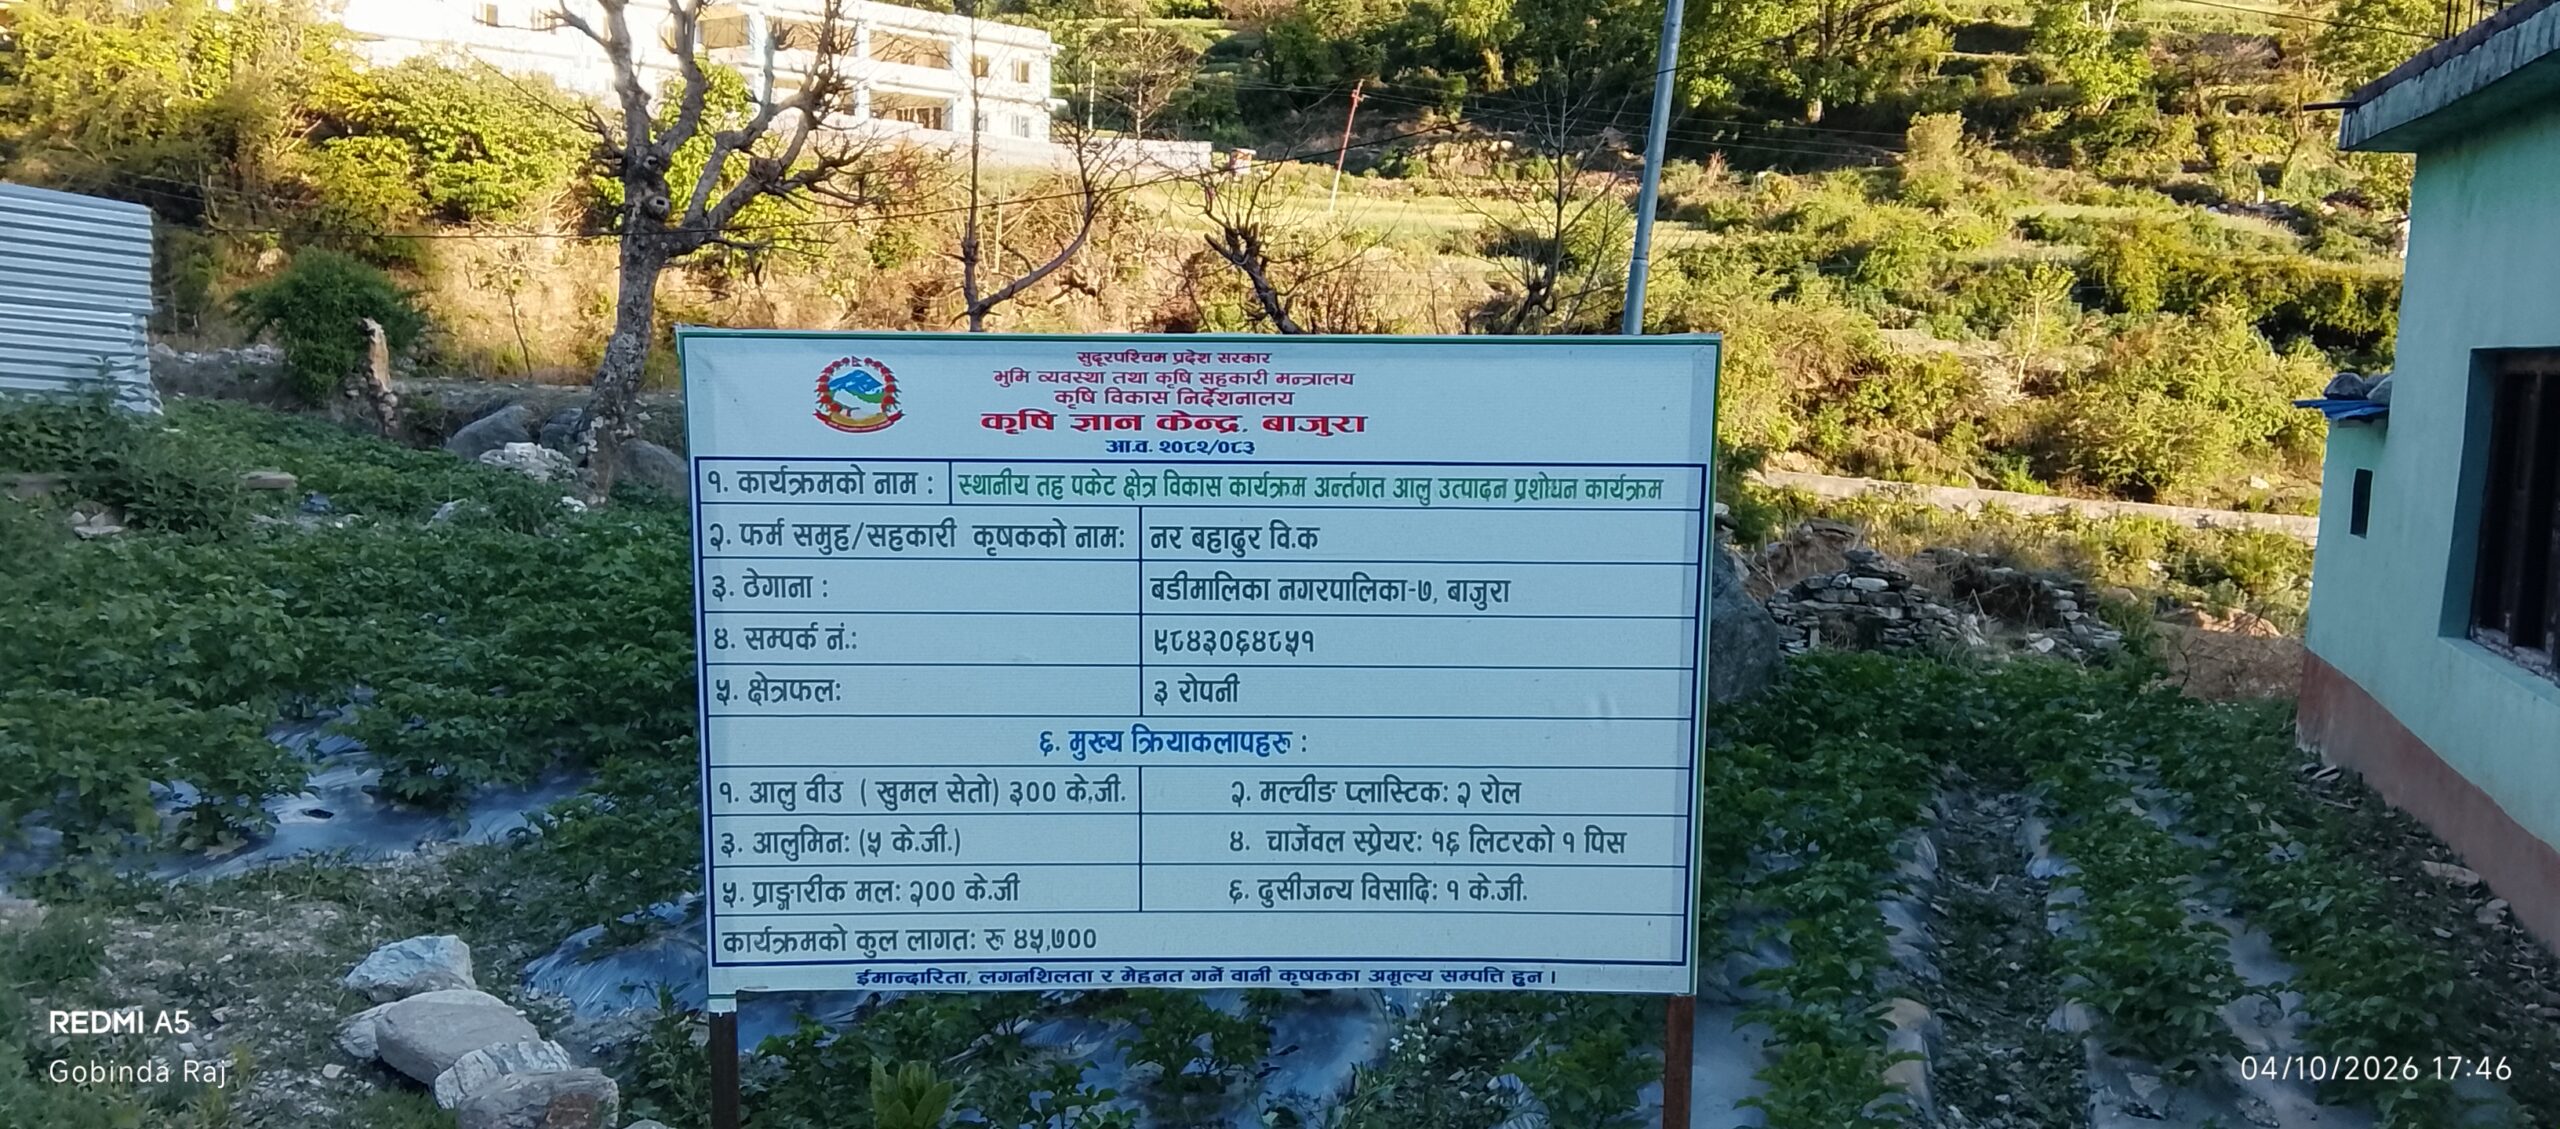 सुदूरपश्चिम प्रदेश सरकार
भुमि व्यवस्था तथा कृषि सहकारी मन्त्रालय
कृषि विकास निर्देशनालय
कृषि ज्ञान केन्द्र, बाजुरा
आ.व. २०८२/०८३
१. कार्यक्रमको नाम : स्थानीय तह पकेट क्षेत्र विकास कार्यक्रम अर्न्तगत आलु उत्पादन प्रशोधन कार्यक्रम
२. फर्म समुह/सहकारी कृषकको नाम: नर बहादुर वि.क
३. ठेगाना : बडीमालिका नगरपालिका-७, बाजुरा
४. सम्पर्क नं.: ९८४३०६४८५१
५. क्षेत्रफल: ३ रोपनी
६. मुख्य क्रियाकलापहरू :
१. आलु वीउ ( खुमल सेतो) ३०० के.जी. २. मल्चीङ प्लास्टिक: २ रोल
३. आलुमिन: (५ के.जी.) ४. चार्जेवल स्प्रेयर: १६ लिटरको १ पिस
५. प्राङ्गारीक मल: २०० के.जी ६. दुसीजन्य विसादि: १ के.जी.
कार्यक्रमको कुल लागत: रू ४५,७००
ईमान्दारिता, लगनशिलता र मेहनत गर्ने वानी कृषकका अमूल्य सम्पत्ति हुन ।
REDMI A5
Gobinda Raj
04/10/2026 17:46